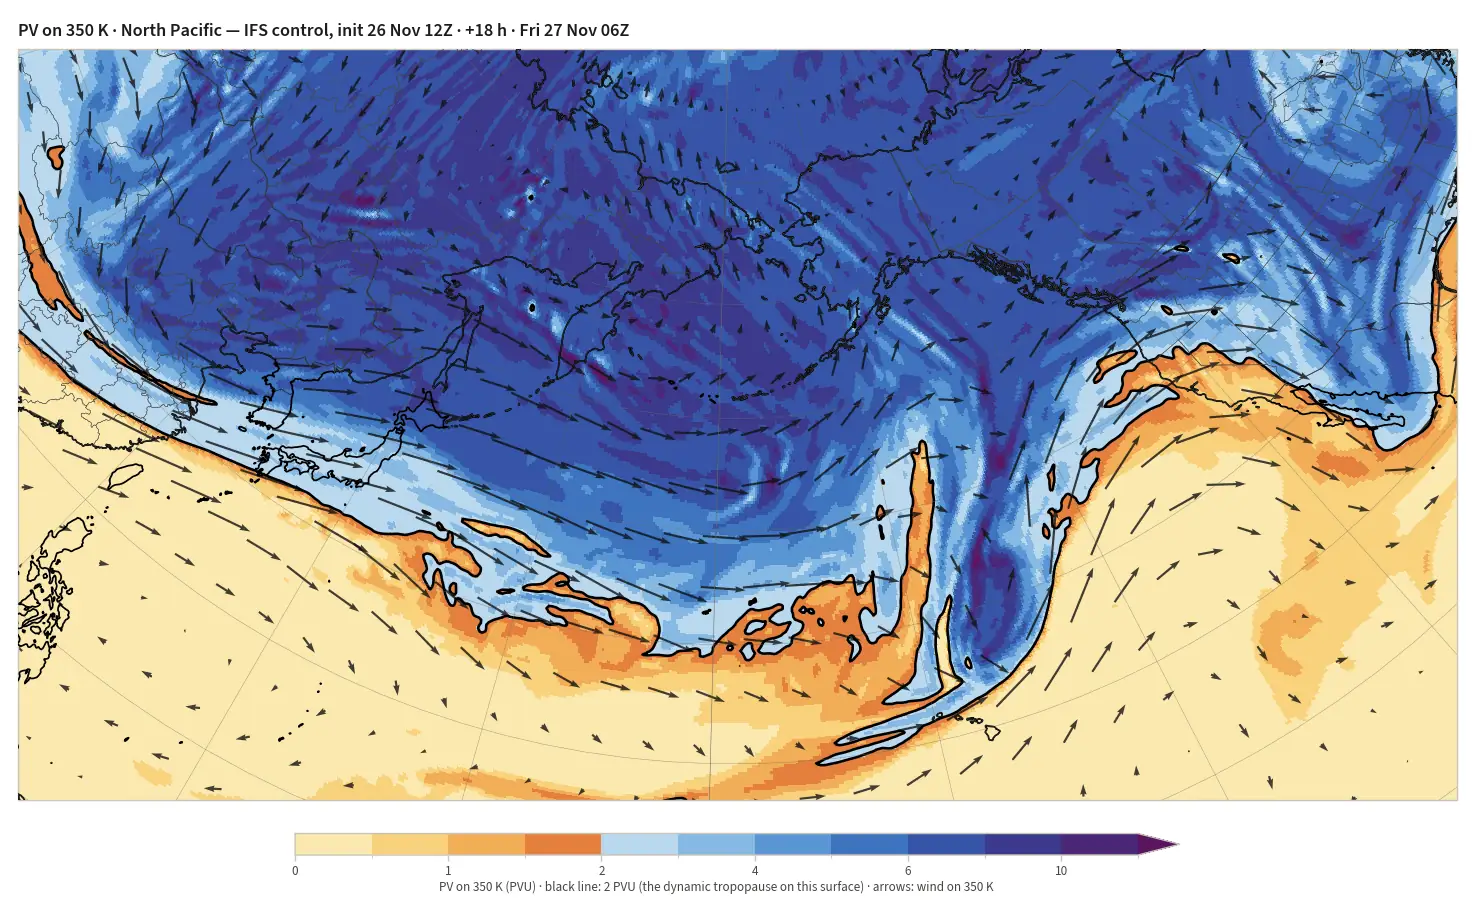 PV on 350 K · North Pacific — IFS control, init 26 Nov 12Z · +18 h · Fri 27 Nov 06Z
0 1 2 4 6 10
PV on 350 K (PVU) · black line: 2 PVU (the dynamic tropopause on this surface) · arrows: wind on 350 K